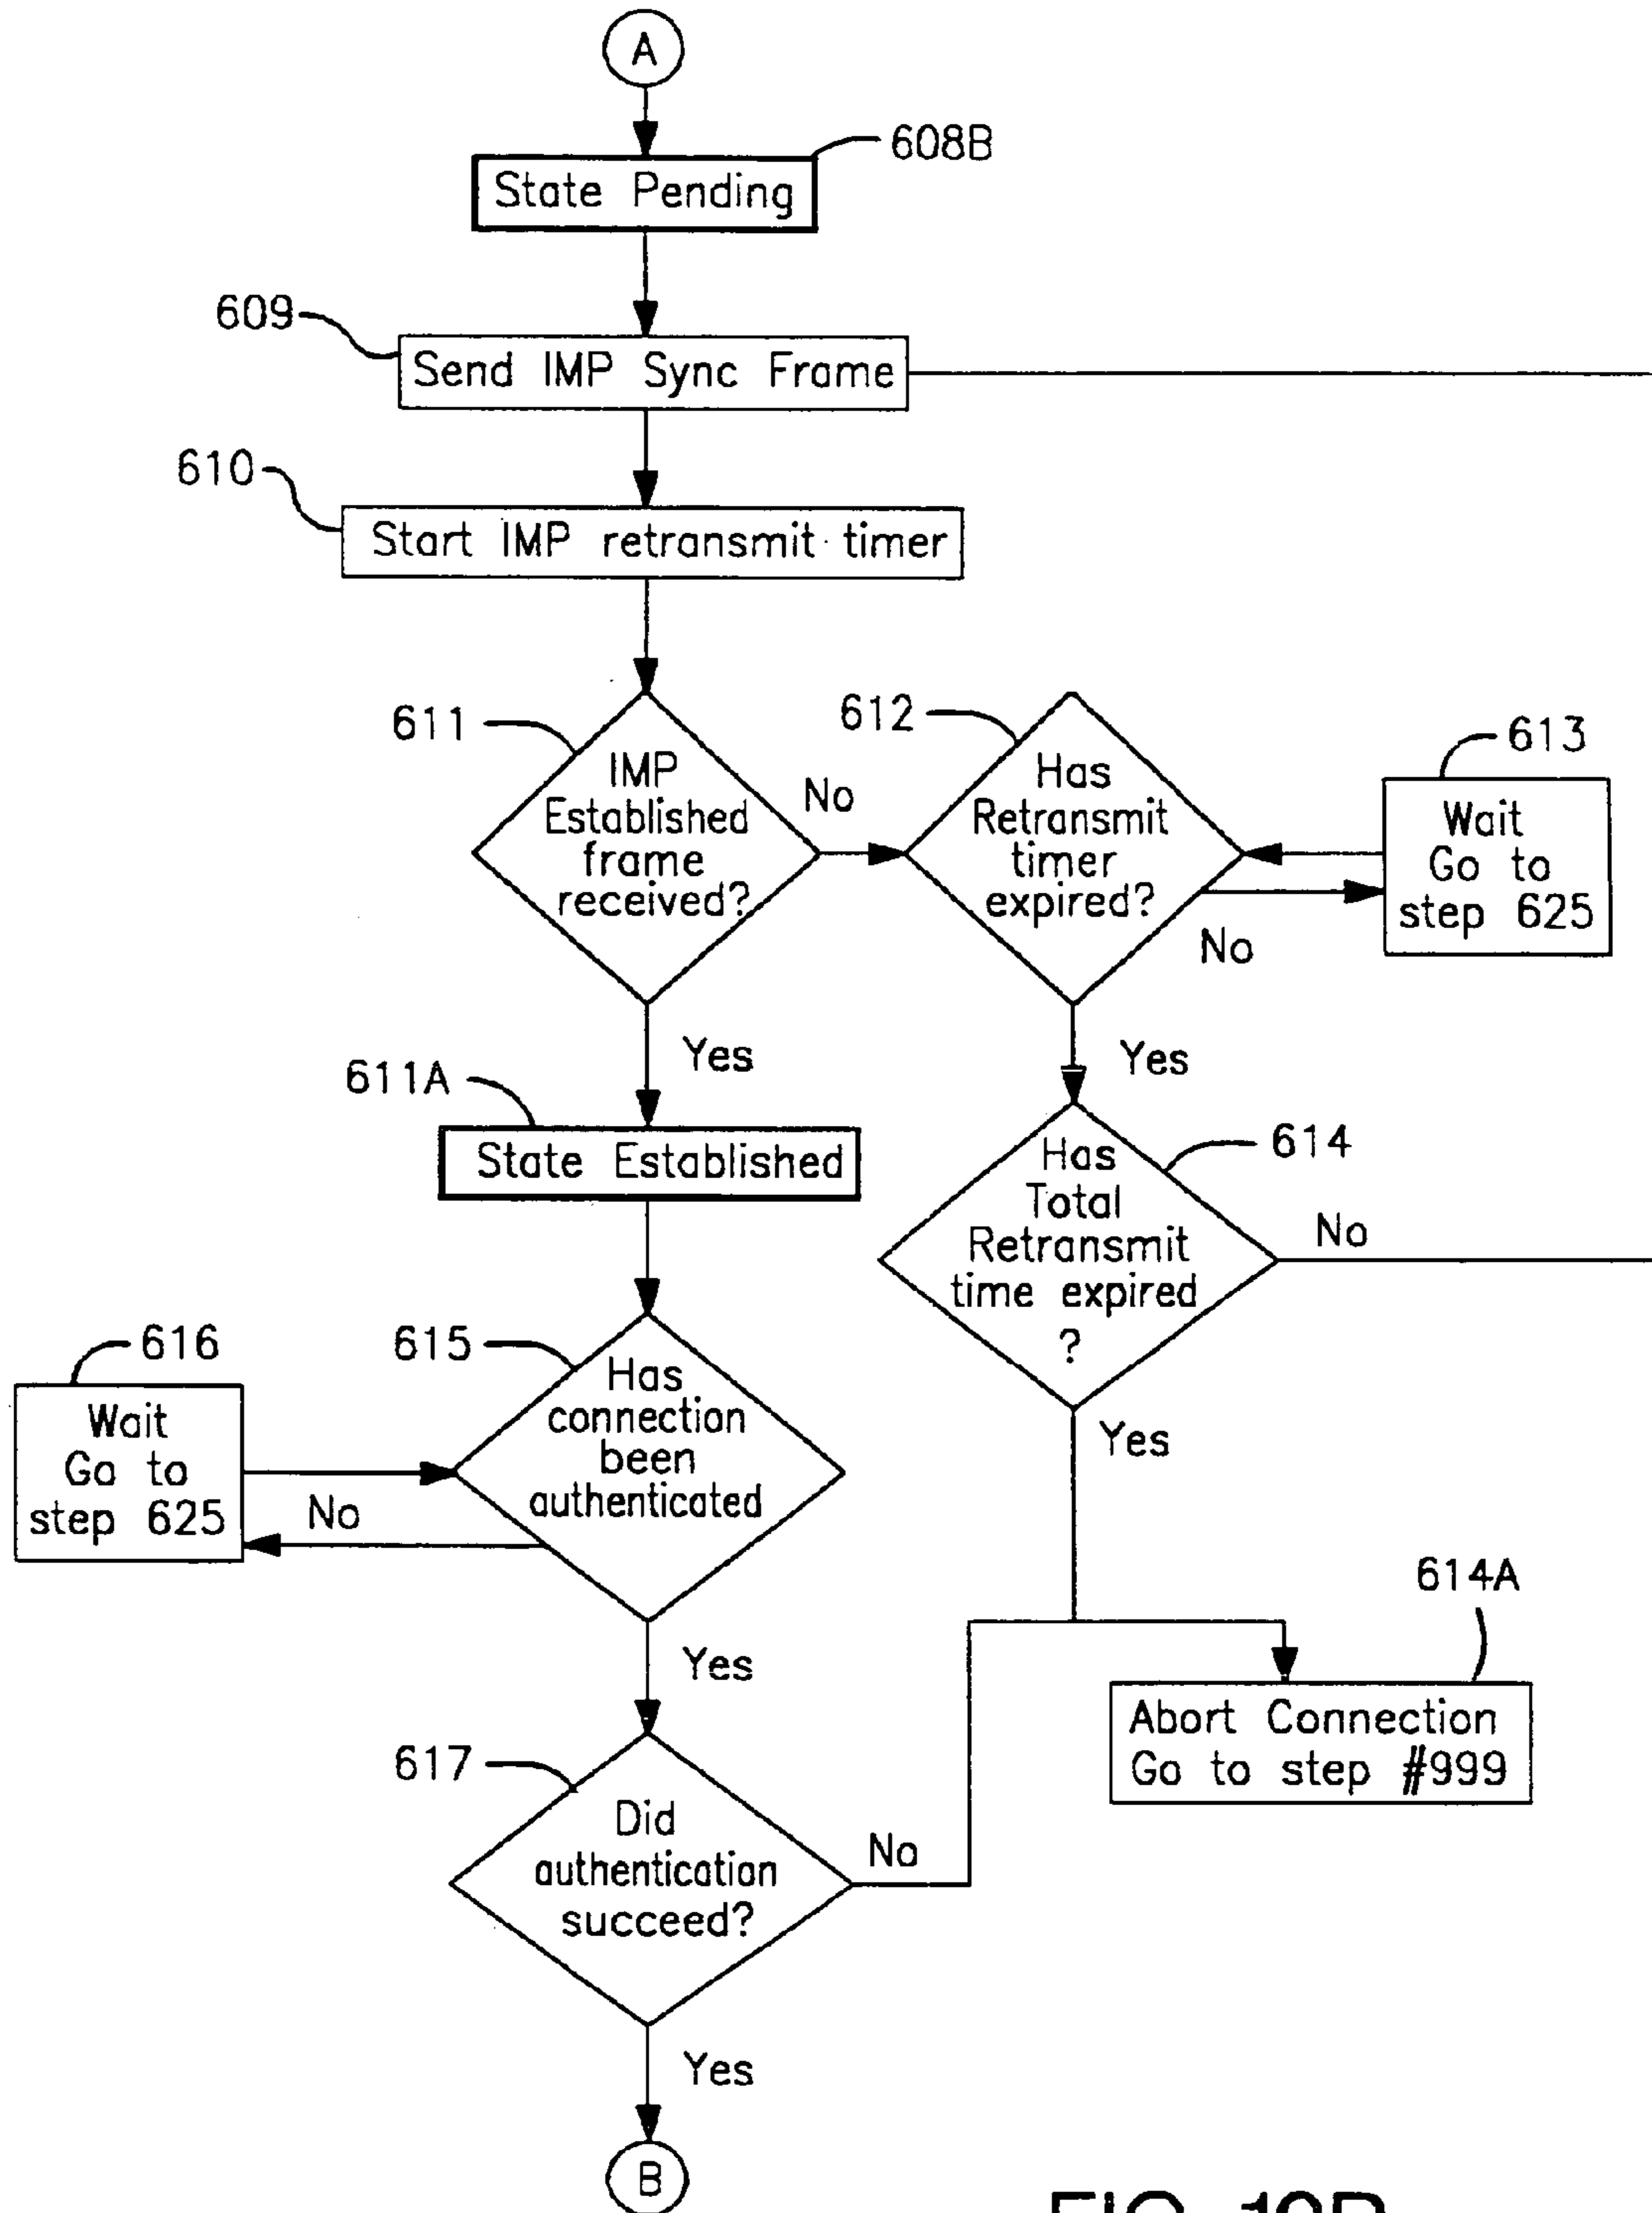 A
608B
State Pending
609
Send IMP Sync Frame
610
Start IMP retransmit timer
611
IMP
Established
frame
received?
No
612
Has
Retransmit
timer
expired?
No
613
Wait
Go to
step 625
Yes
611A
State Established
Yes
614
Has
Total
Retransmit
time expired
?
No
Yes
616
Wait
Go to
step 625
No
615
Has
connection
been
authenticated
Yes
614A
Abort Connection
Go to step #999
617
Did
authentication
succeed?
No
Yes
B